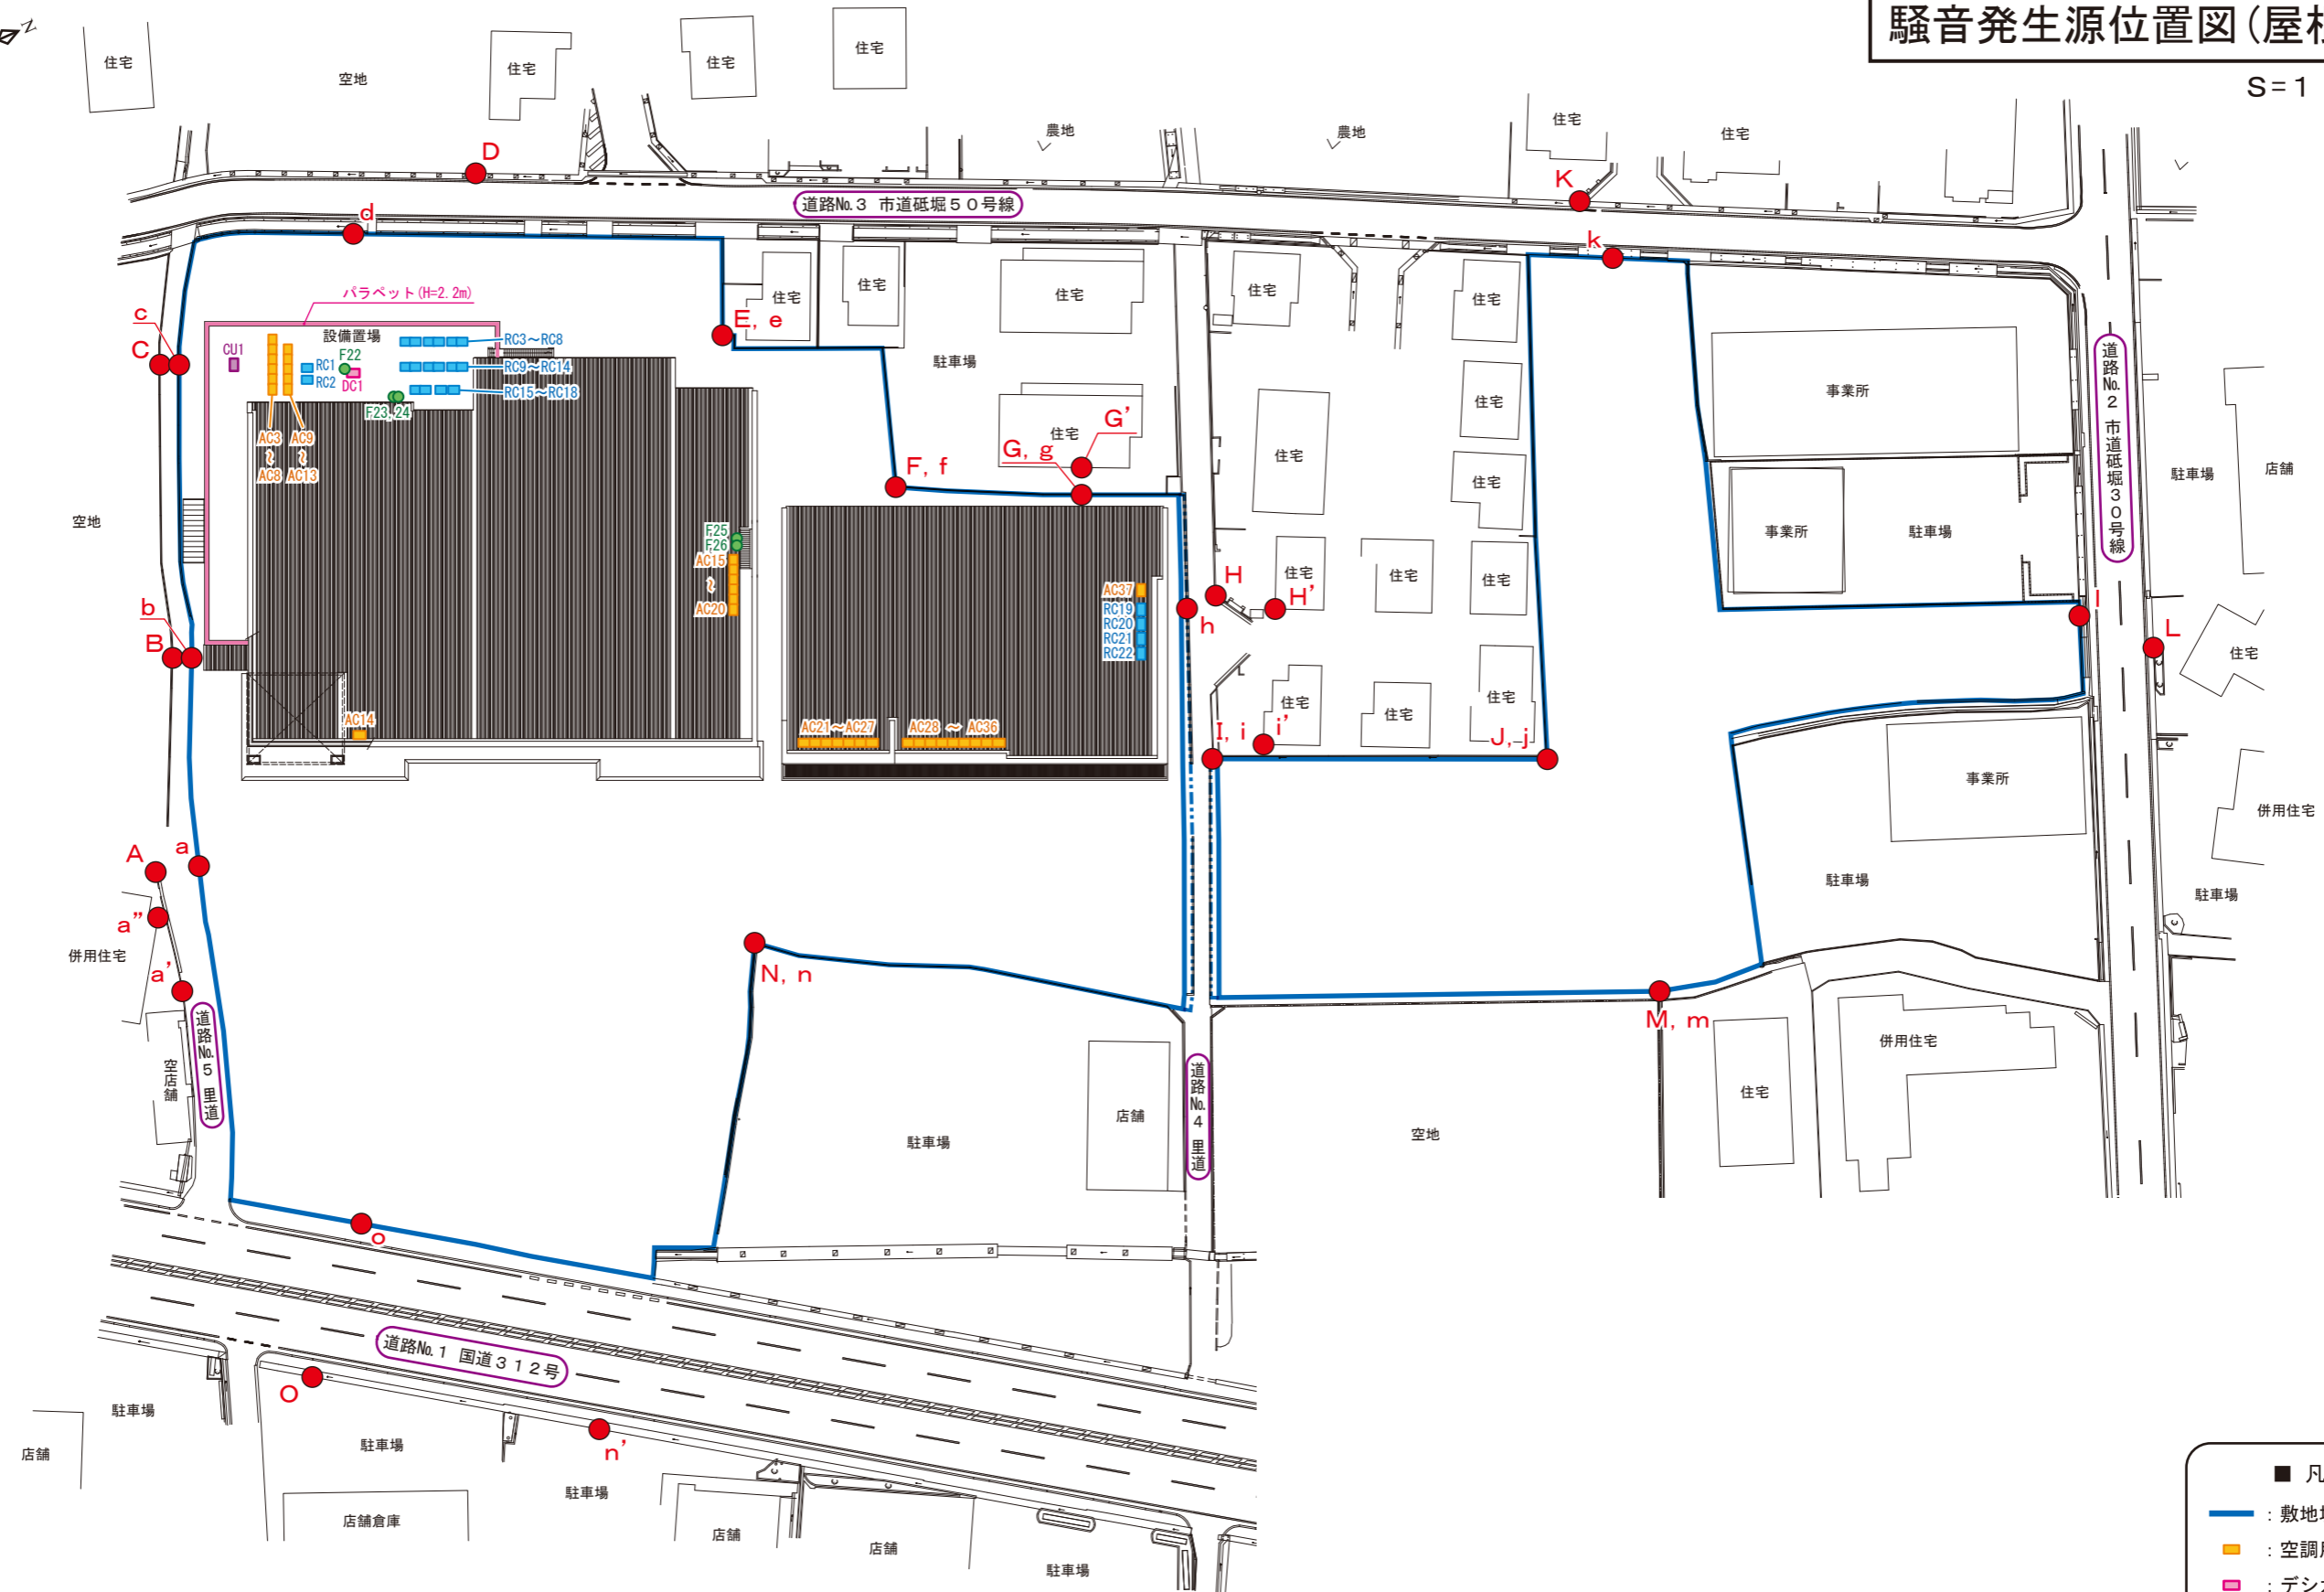 騒音発生源位置図(屋根
S=1
N
住宅
空地
住宅
住宅
住宅
農地
農地
住宅
住宅
D
K
道路No.3 市道砥堀50号線
d
k
パラペット(H=2.2m)
設備置場
住宅
住宅
住宅
住宅
住宅
c
C
CU1
RC1
RC2
F22
DC1
RC3～RC8
RC9～RC14
RC15～RC18
F23,24
E, e
駐車場
住宅
事業所
道路No.2 市道砥堀30号線
AC3～AC8
AC9～AC13
住宅
G'
G, g
F, f
住宅
住宅
駐車場
店舗
空地
事業所
駐車場
F25
F26
AC15～AC20
AC37
RC19
RC20
RC21
RC22
H
H'
h
住宅
住宅
住宅
l
L
住宅
b
B
AC14
AC21～AC27
AC28 ～ AC36
住宅
住宅
住宅
I, i
i'
J, j
事業所
併用住宅
A
a
a"
a'
併用住宅
駐車場
駐車場
N, n
M, m
道路No.5 里道
空店舗
店舗
駐車場
道路No.4 里道
空地
住宅
併用住宅
o
道路No.1 国道312号
O
n'
駐車場
店舗
駐車場
駐車場
店舗倉庫
店舗
店舗
駐車場
■ 凡
: 敷地
: 空調
: デシ